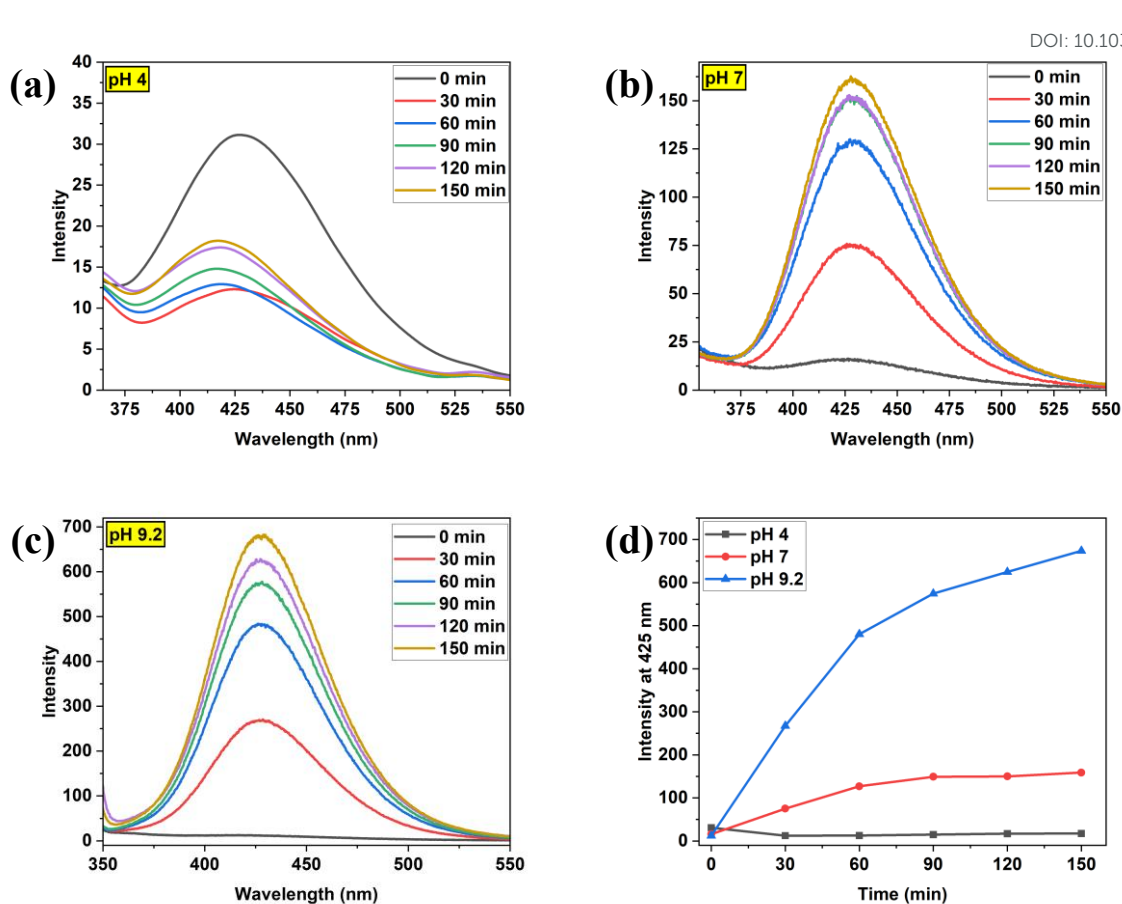 DOI: 10.103
(a)
pH 4
40
35
30
25
20
15
10
5
0
Intensity
375 400 425 450 475 500 525 550
Wavelength (nm)
0 min
30 min
60 min
90 min
120 min
150 min
(b)
pH 7
150
125
100
75
50
25
0
Intensity
375 400 425 450 475 500 525 550
Wavelength (nm)
0 min
30 min
60 min
90 min
120 min
150 min
(c)
pH 9.2
700
600
500
400
300
200
100
0
Intensity
350 400 450 500 550
Wavelength (nm)
0 min
30 min
60 min
90 min
120 min
150 min
(d)
pH 4
pH 7
pH 9.2
700
600
500
400
300
200
100
0
Intensity at 425 nm
0 30 60 90 120 150
Time (min)